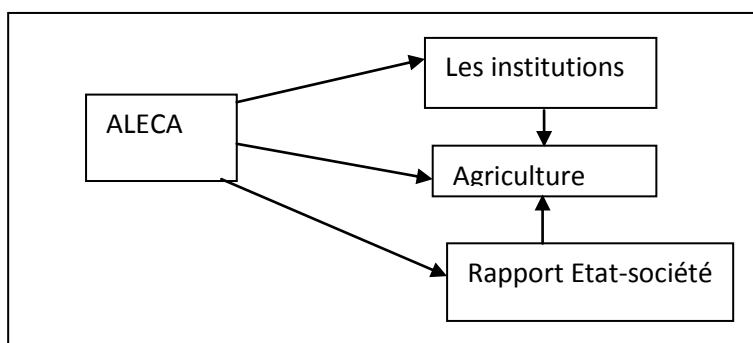 Les institutions
ALECA
Agriculture
Rapport Etat-société